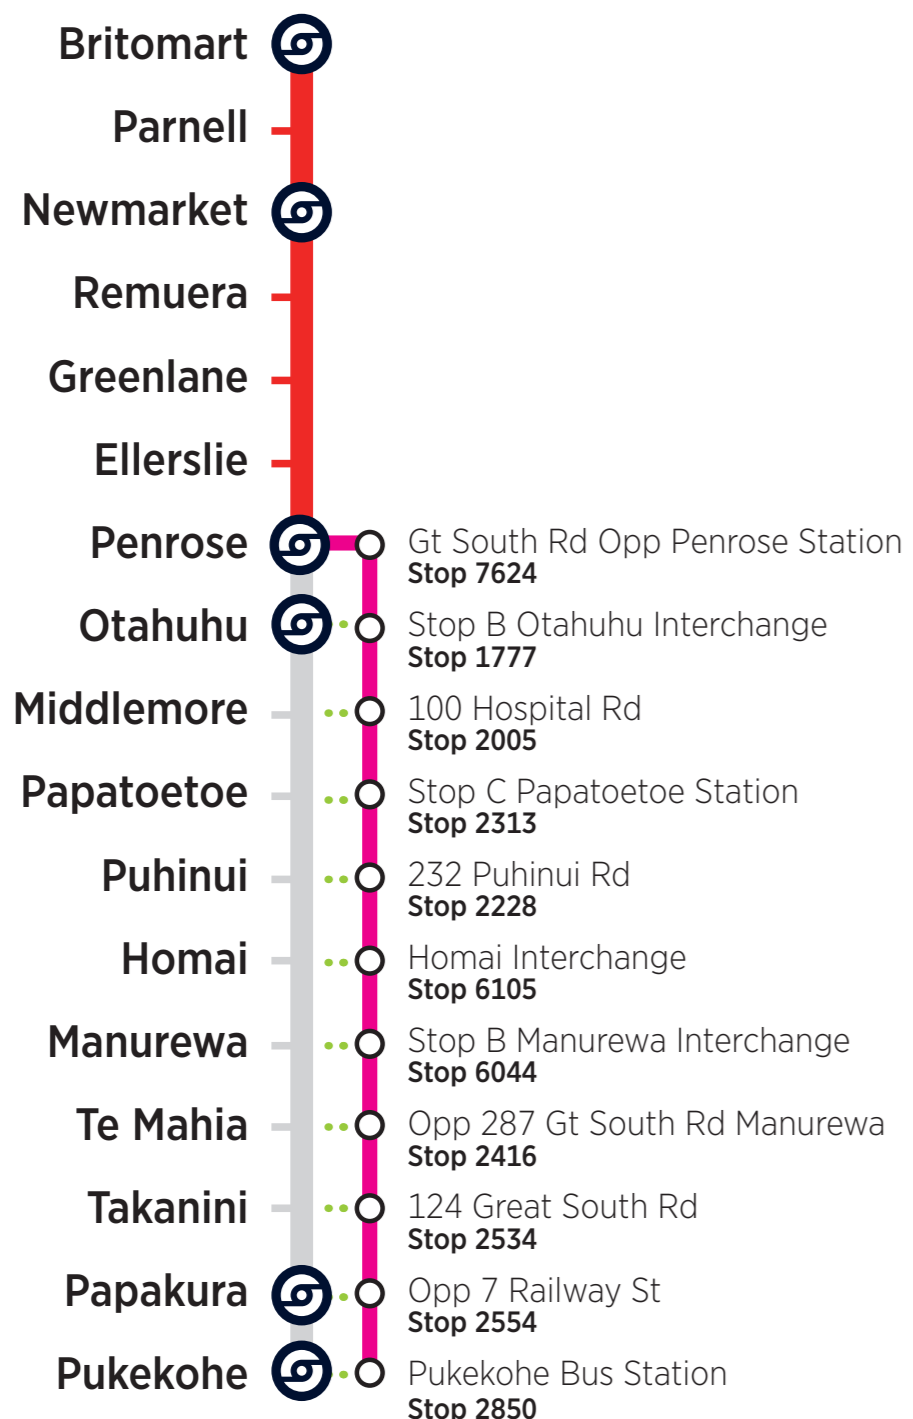 Britomart
Parnell
Newmarket
Remuera
Greenlane
Ellerslie
Penrose
Gt South Rd Opp Penrose Station
Stop 7624
Otahuhu
Stop B Otahuhu Interchange
Stop 1777
Middlemore
100 Hospital Rd
Stop 2005
Papatoetoe
Stop C Papatoetoe Station
Stop 2313
Puhinui
232 Puhinui Rd
Stop 2228
Homai
Homai Interchange
Stop 6105
Manurewa
Stop B Manurewa Interchange
Stop 6044
Te Mahia
Opp 287 Gt South Rd Manurewa
Stop 2416
Takanini
124 Great South Rd
Stop 2534
Papakura
Opp 7 Railway St
Stop 2554
Pukekohe
Pukekohe Bus Station
Stop 2850